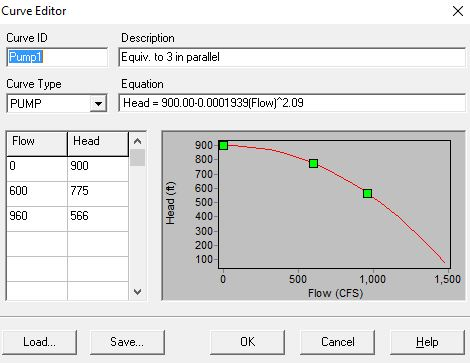 Curve Editor
Curve ID
Description
Pump1
Equiv. to 3 in parallel
Curve Type
Equation
PUMP
Head = 900.00-0.0001939(Flow)^2.09
Flow Head
0 900
600 775
960 566
Head (ft)
900
800
700
600
500
400
300
200
100
0 500 1,000 1,500
Flow (CFS)
Load... Save... OK Cancel Help